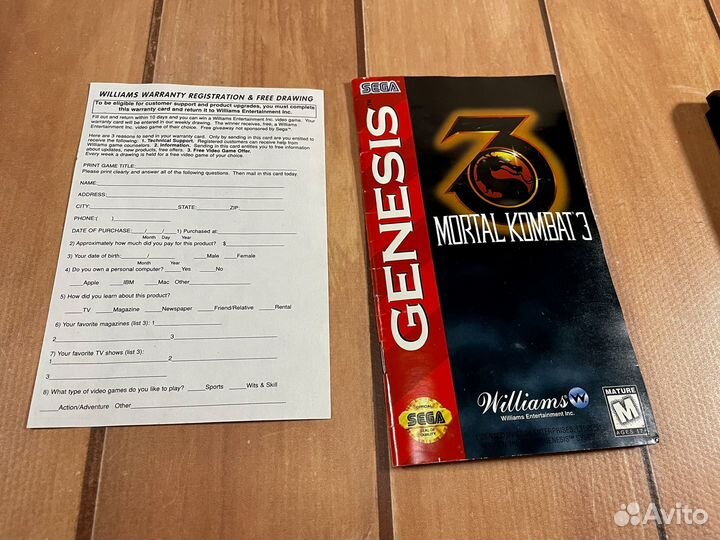 WILLIAMS WARRANTY REGISTRATION & FREE DRAWING
To be eligible for customer support and product upgrades, you must complete
this warranty card and return it to Williams Entertainment Inc.
Fill out and return within 10 days and you can win a Williams Entertainment Inc. video game. Your
warranty card will be entered in our weekly drawing. The winner receives, free, a Williams
Entertainment Inc. video game of their choice. Free giveaway not sponsored by Sega™.
Here are 3 reasons to send in your warranty card. Only by sending in this card are you entitled to
receive the following: 1. Technical Support. Registered customers can receive help from
Williams game counselors. 2. Information. Sending in this card entitles you to free information
about updates, new products, free offers. 3. Free Video Game Offer.
Every week a drawing is held for a free video game of your choice.
PRINT GAME TITLE:
Please print clearly and answer all of the following questions. Then mail in this card today.
NAME:
ADDRESS:
CITY: STATE: ZIP:
PHONE:( )
DATE OF PURCHASE: / / 1) Purchased at:
Month Day Year
2) Approximately how much did you pay for this product? $
3) Your date of birth: / Male Female
Month Year
4) Do you own a personal computer? Yes No
Apple IBM Mac Other
5) How did you learn about this product?
TV Magazine Newspaper Friend/Relative Rental
6) Your favorite magazines (list 3): 1
2 3
7) Your favorite TV shows (list 3):
1 2
3
8) What type of video games do you like to play? Sports Wits & Skill
Action/Adventure Other
SEGA
GENESIS™
3
MORTAL KOMBAT 3
Williams W
Williams Entertainment Inc.
OFFICIAL
SEGA
SEAL OF
QUALITY
MATURE
M
AGES 17+
Avito